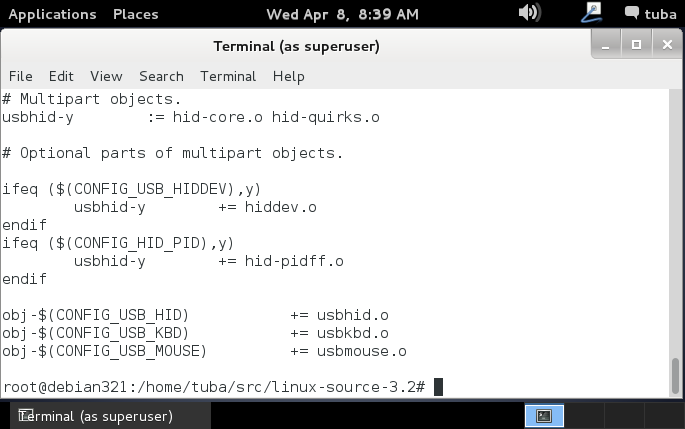 Applications Places Wed Apr 8, 8:39 AM tuba
Terminal (as superuser)
File Edit View Search Terminal Help
# Multipart objects.
usbhid-y := hid-core.o hid-quirks.o
# Optional parts of multipart objects.
ifeq ($(CONFIG_USB_HIDDEV),y)
usbhid-y += hiddev.o
endif
ifeq ($(CONFIG_HID_PID),y)
usbhid-y += hid-pidff.o
endif
obj-$(CONFIG_USB_HID) += usbhid.o
obj-$(CONFIG_USB_KBD) += usbkbd.o
obj-$(CONFIG_USB_MOUSE) += usbmouse.o
root@debian321:/home/tuba/src/linux-source-3.2#
Terminal (as superuser)